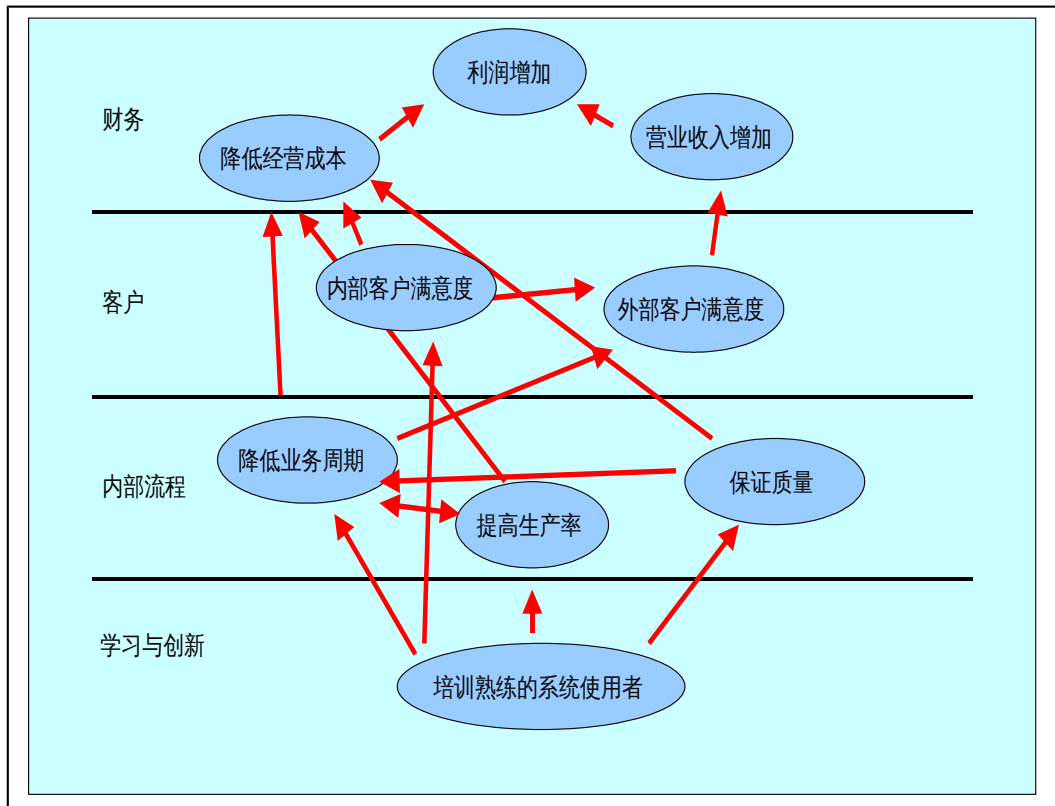 利润增加
财务
营业收入增加
降低经营成本
内部客户满意度
客户
外部客户满意度
降低业务周期
内部流程
保证质量
提高生产率
学习与创新
培训熟练的系统使用者